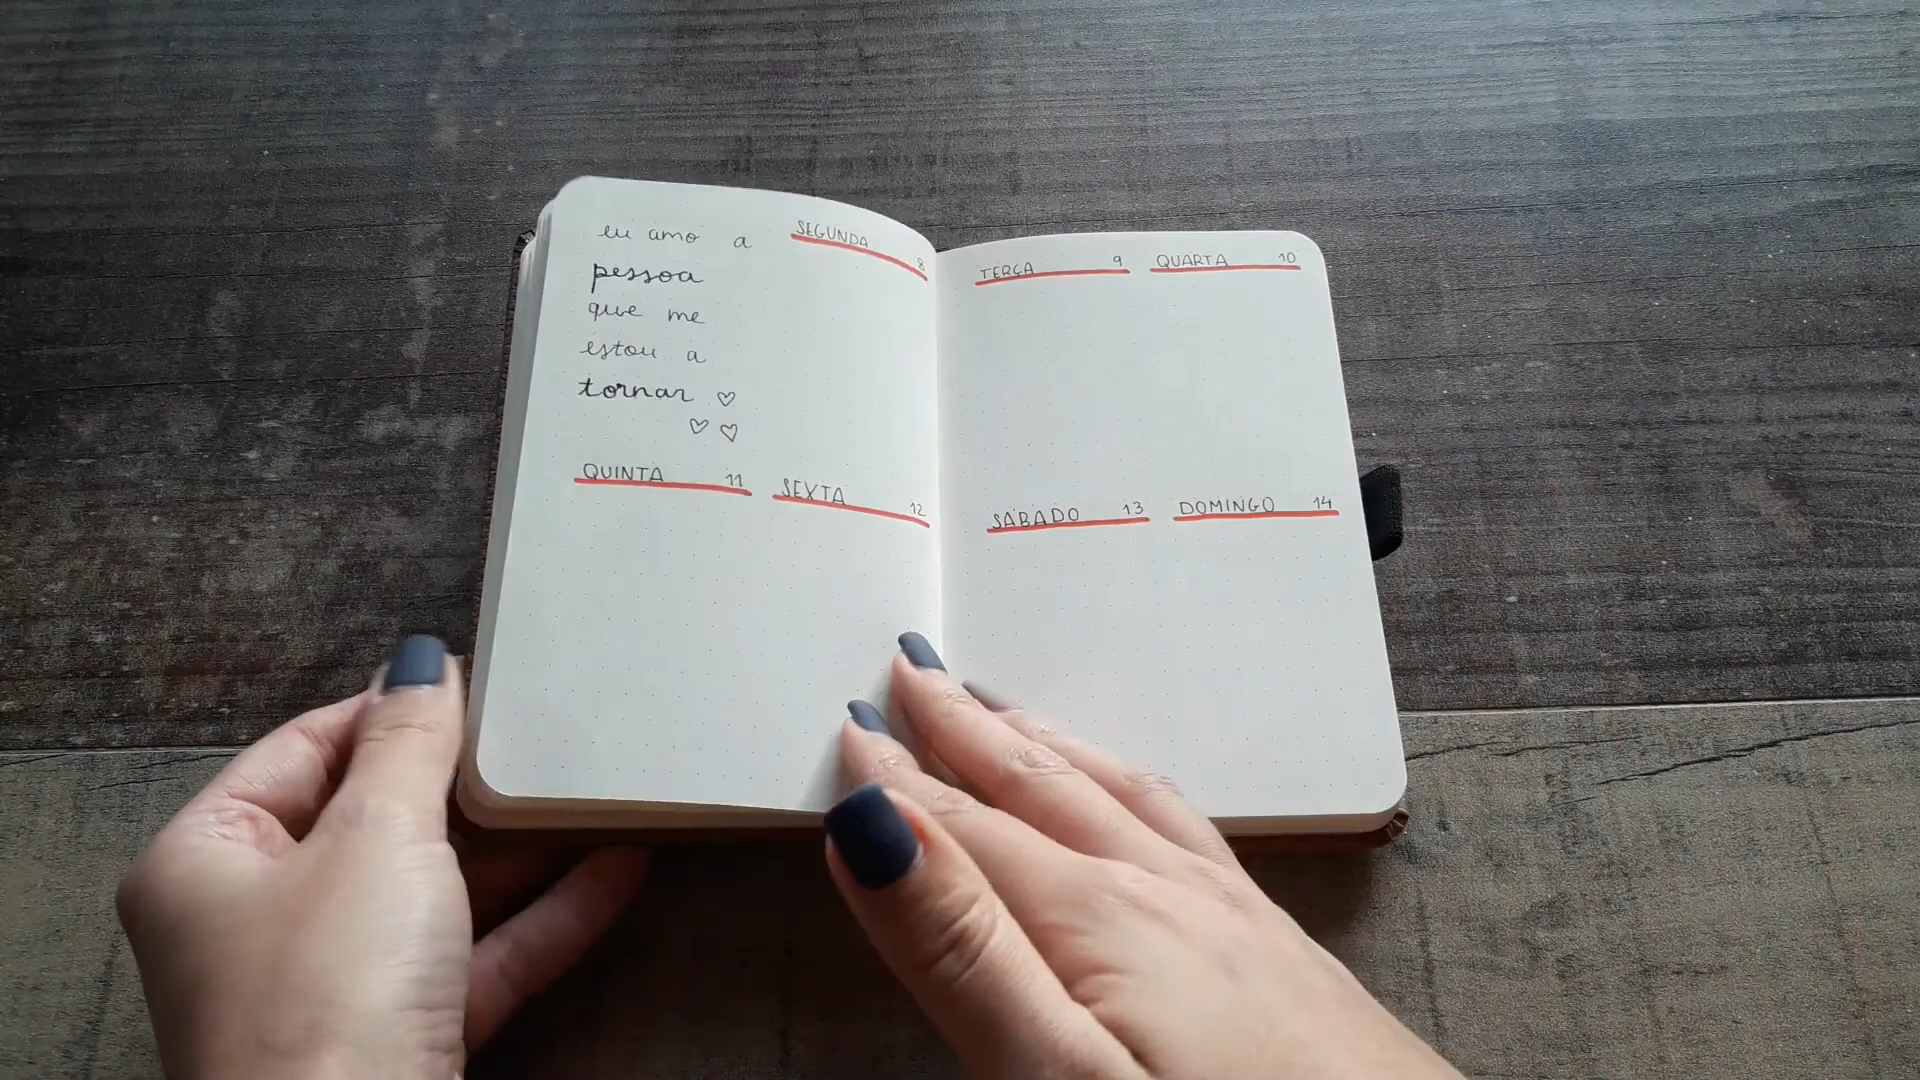 eu amo a
pessoa
que me
estou a
tornar ♡
♡ ♡
SEGUNDA 8
TERÇA 9
QUARTA 10
QUINTA 11
SEXTA 12
SÁBADO 13
DOMINGO 14